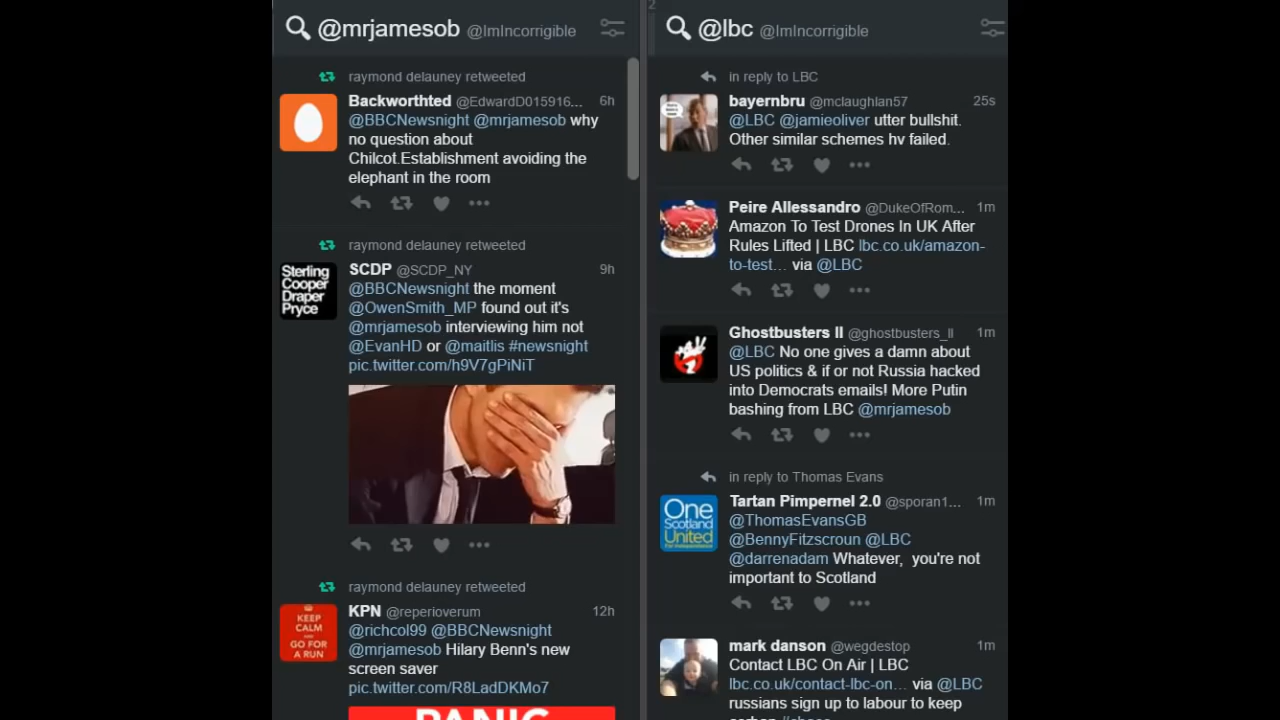 @mrjamesob @ImIncorrigible
raymond delauney retweeted
Backworthted @EdwardD015916... 6h
@BBCNewsnight @mrjamesob why
no question about
Chilcot.Establishment avoiding the
elephant in the room
raymond delauney retweeted
Sterling
Cooper
Draper
Pryce
SCDP @SCDP_NY 9h
@BBCNewsnight the moment
@OwenSmith_MP found out it's
@mrjamesob interviewing him not
@EvanHD or @maitlis #newsnight
pic.twitter.com/h9V7gPiNiT
raymond delauney retweeted
KEEP
CALM
GO FOR
A RUN
KPN @reperioverum 12h
@richcol99 @BBCNewsnight
@mrjamesob Hilary Benn's new
screen saver
pic.twitter.com/R8LadDKMo7
PANIC
2
@lbc @ImIncorrigible
in reply to LBC
bayernbru @mclaughlan57 25s
@LBC @jamieoliver utter bullshit.
Other similar schemes hv failed.
Peire Allessandro @DukeOfRom... 1m
Amazon To Test Drones In UK After
Rules Lifted | LBC lbc.co.uk/amazon-
to-test... via @LBC
Ghostbusters II @ghostbusters_II 1m
@LBC No one gives a damn about
US politics & if or not Russia hacked
into Democrats emails! More Putin
bashing from LBC @mrjamesob
in reply to Thomas Evans
One
Scotland
United
For Independence
Tartan Pimpernel 2.0 @sporan1... 1m
@ThomasEvansGB
@BennyFitzscroun @LBC
@darrenadam Whatever, you're not
important to Scotland
mark danson @wegdestop 1m
Contact LBC On Air | LBC
lbc.co.uk/contact-lbc-on... via @LBC
russians sign up to labour to keep